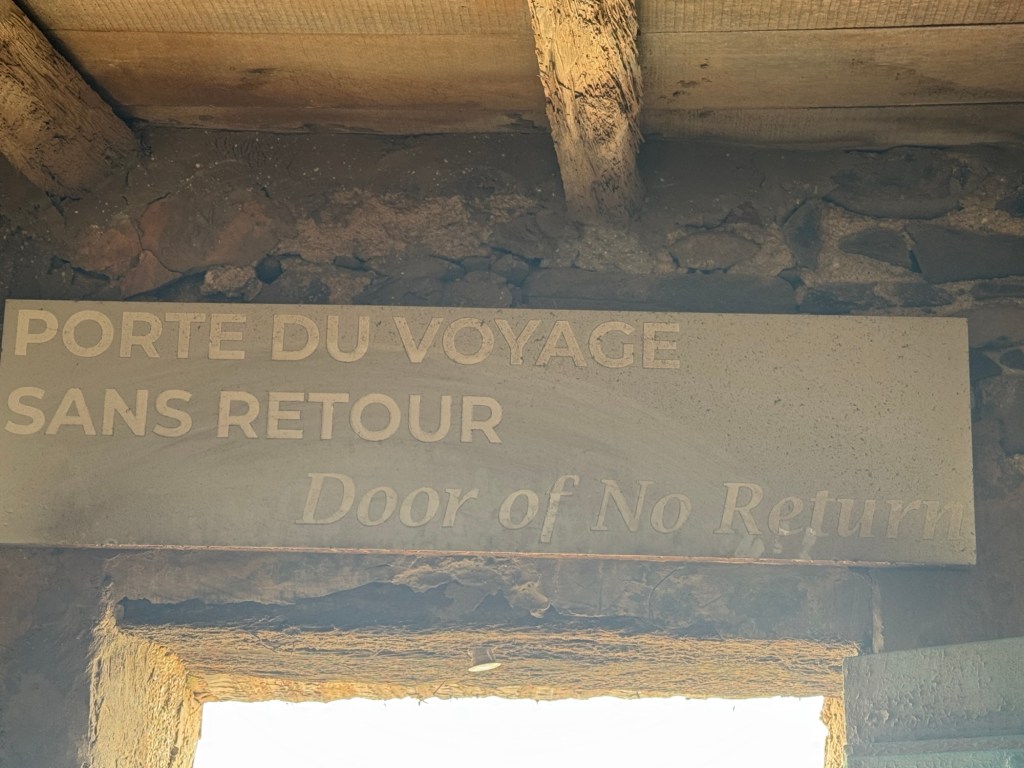 PORTE DU VOYAGE
SANS RETOUR
Door of No Return